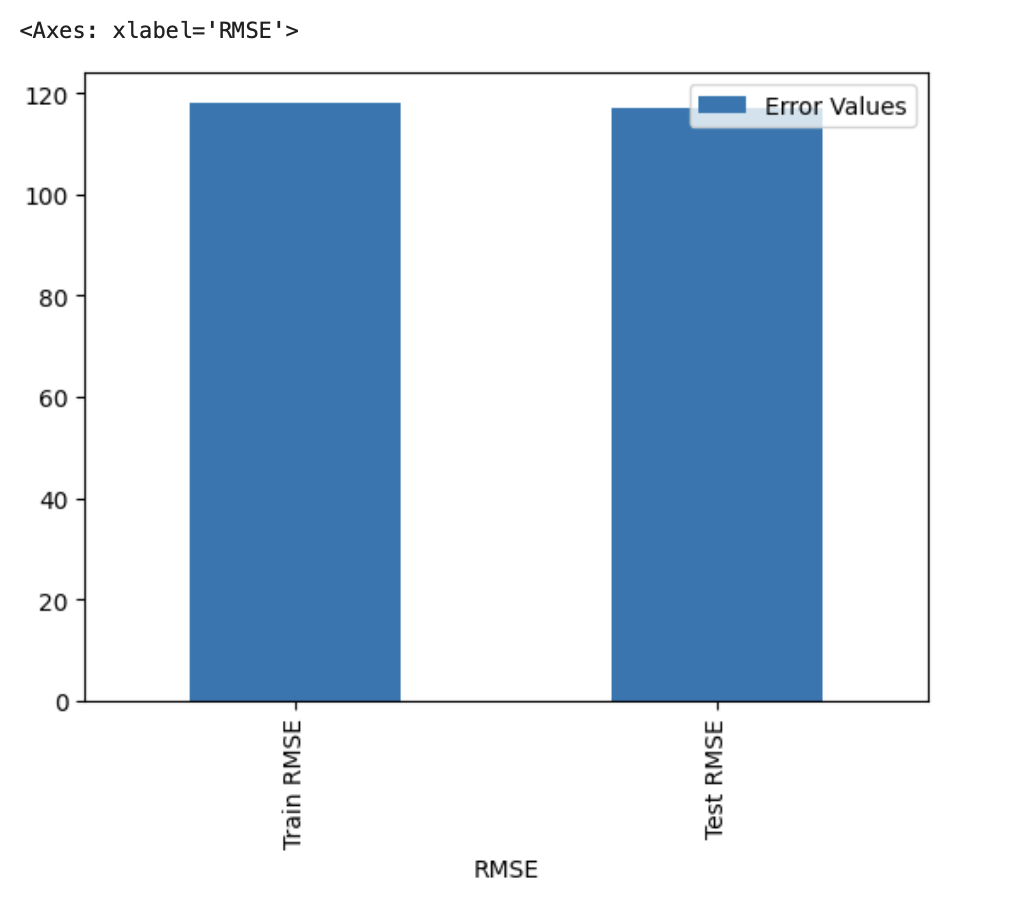 <Axes: xlabel='RMSE'>
120
Error Values
100
80
60
40
20
0
Train RMSE
Test RMSE
RMSE